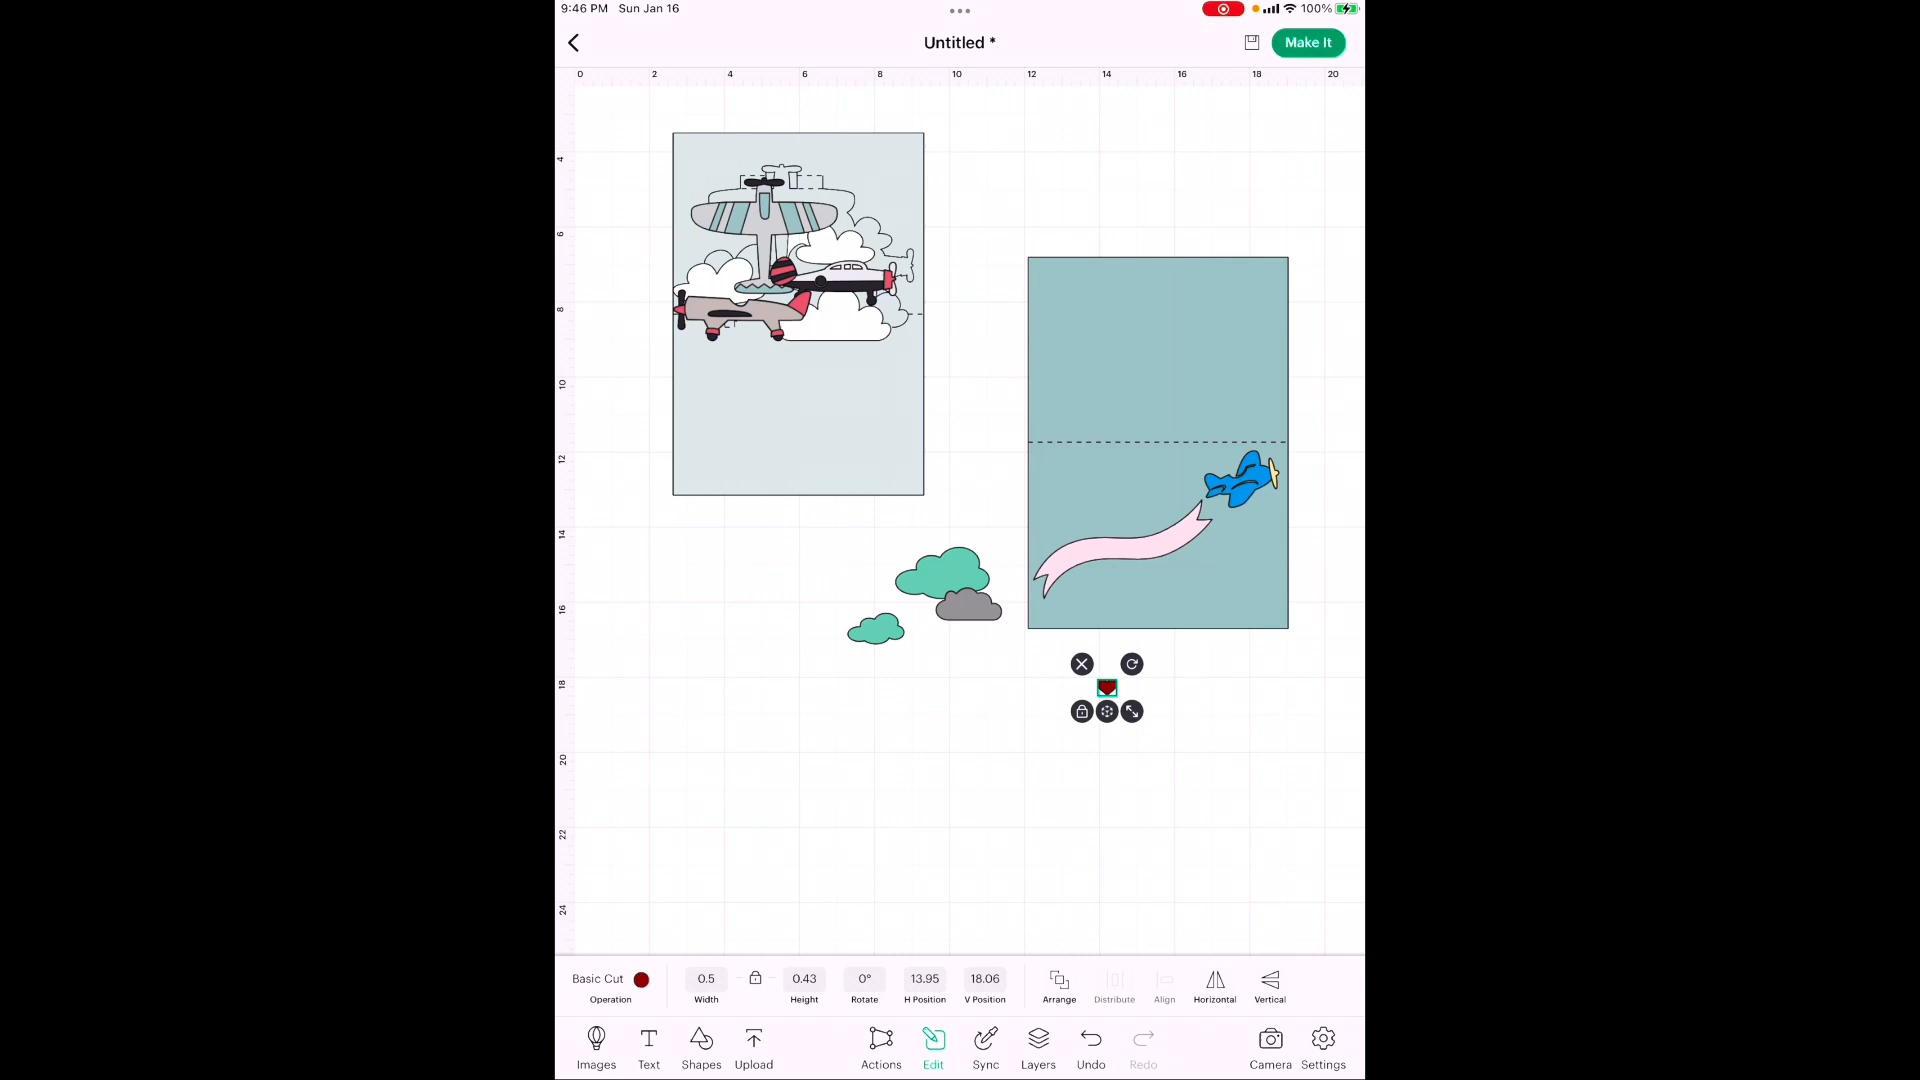 9:46 PM Sun Jan 16
100%
Untitled *
Make It
0 2 4 6 8 10 12 14 16 18 20
4
6
8
10
12
14
16
18
20
22
24
Basic Cut 0.5 0.43 0° 13.95 18.06
Operation Width Height Rotate H Position V Position Arrange Distribute Align Horizontal Vertical
Images Text Shapes Upload Actions Edit Sync Layers Undo Redo Camera Settings